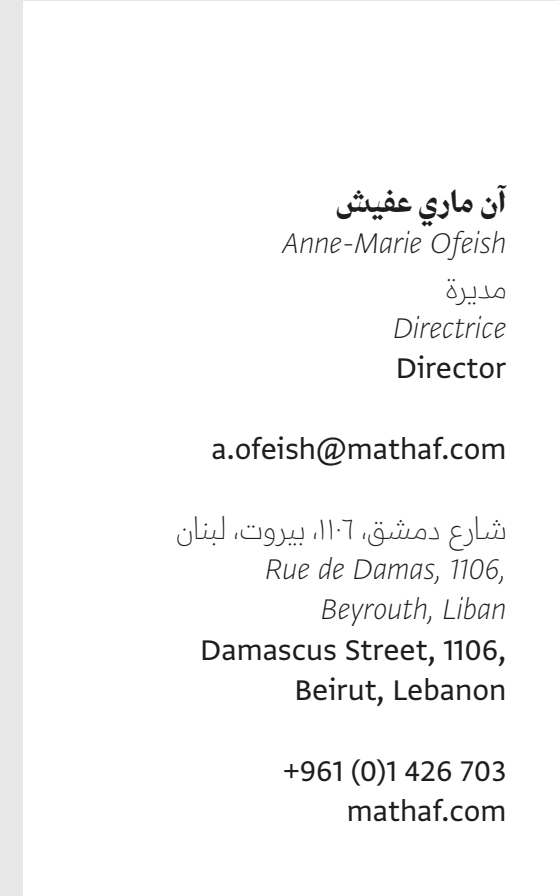 آن ماري عفيش
Anne-Marie Ofeish
مديرة
Directrice
Director
a.ofeish@mathaf.com
شارع دمشق، ١١٠٦، بيروت، لبنان
Rue de Damas, 1106,
Beyrouth, Liban
Damascus Street, 1106,
Beirut, Lebanon
+961 (0)1 426 703
mathaf.com